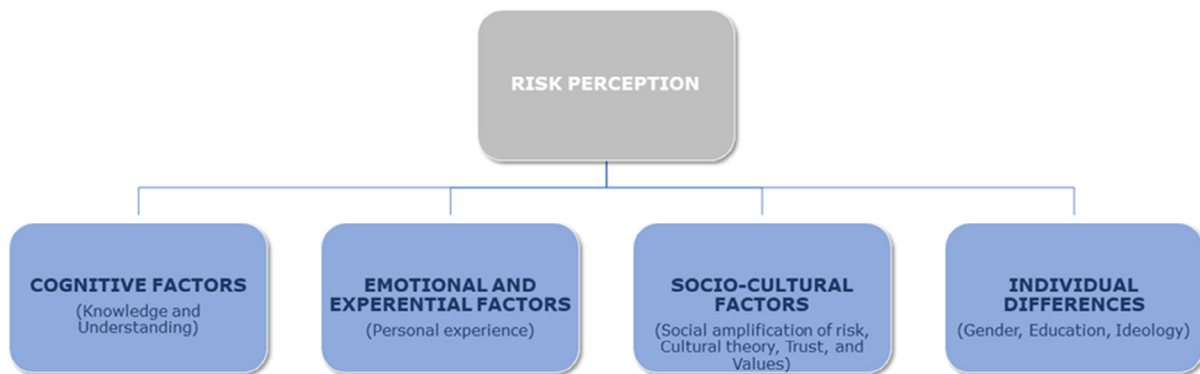 RISK PERCEPTION
COGNITIVE FACTORS
(Knowledge and
Understanding)
EMOTIONAL AND
EXPERENTIAL FACTORS
(Personal experience)
SOCIO-CULTURAL
FACTORS
(Social amplification of risk,
Cultural theory, Trust, and
Values)
INDIVIDUAL
DIFFERENCES
(Gender, Education, Ideology)